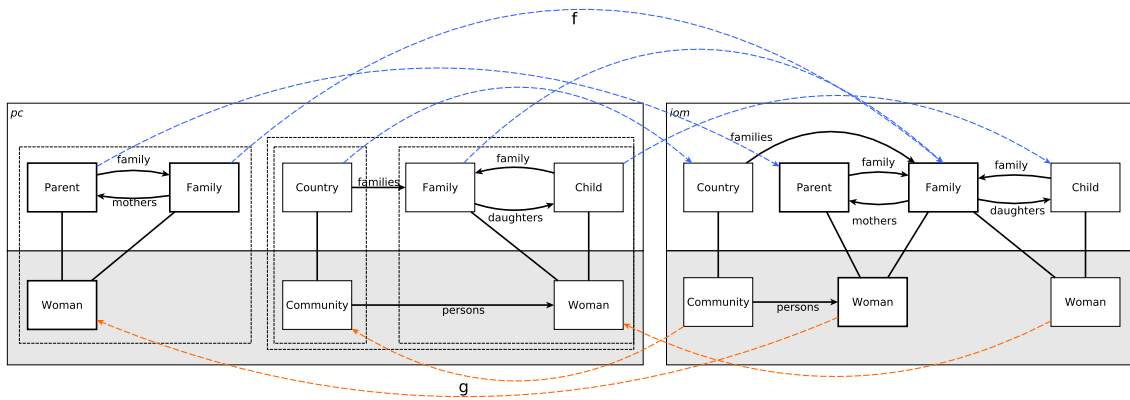 f
pc
iom
families
family
family
family
family
Parent
Family
Country
families
Family
Child
Country
Parent
Family
Child
mothers
daughters
mothers
daughters
Woman
Community
persons
Woman
Community
persons
Woman
Woman
g